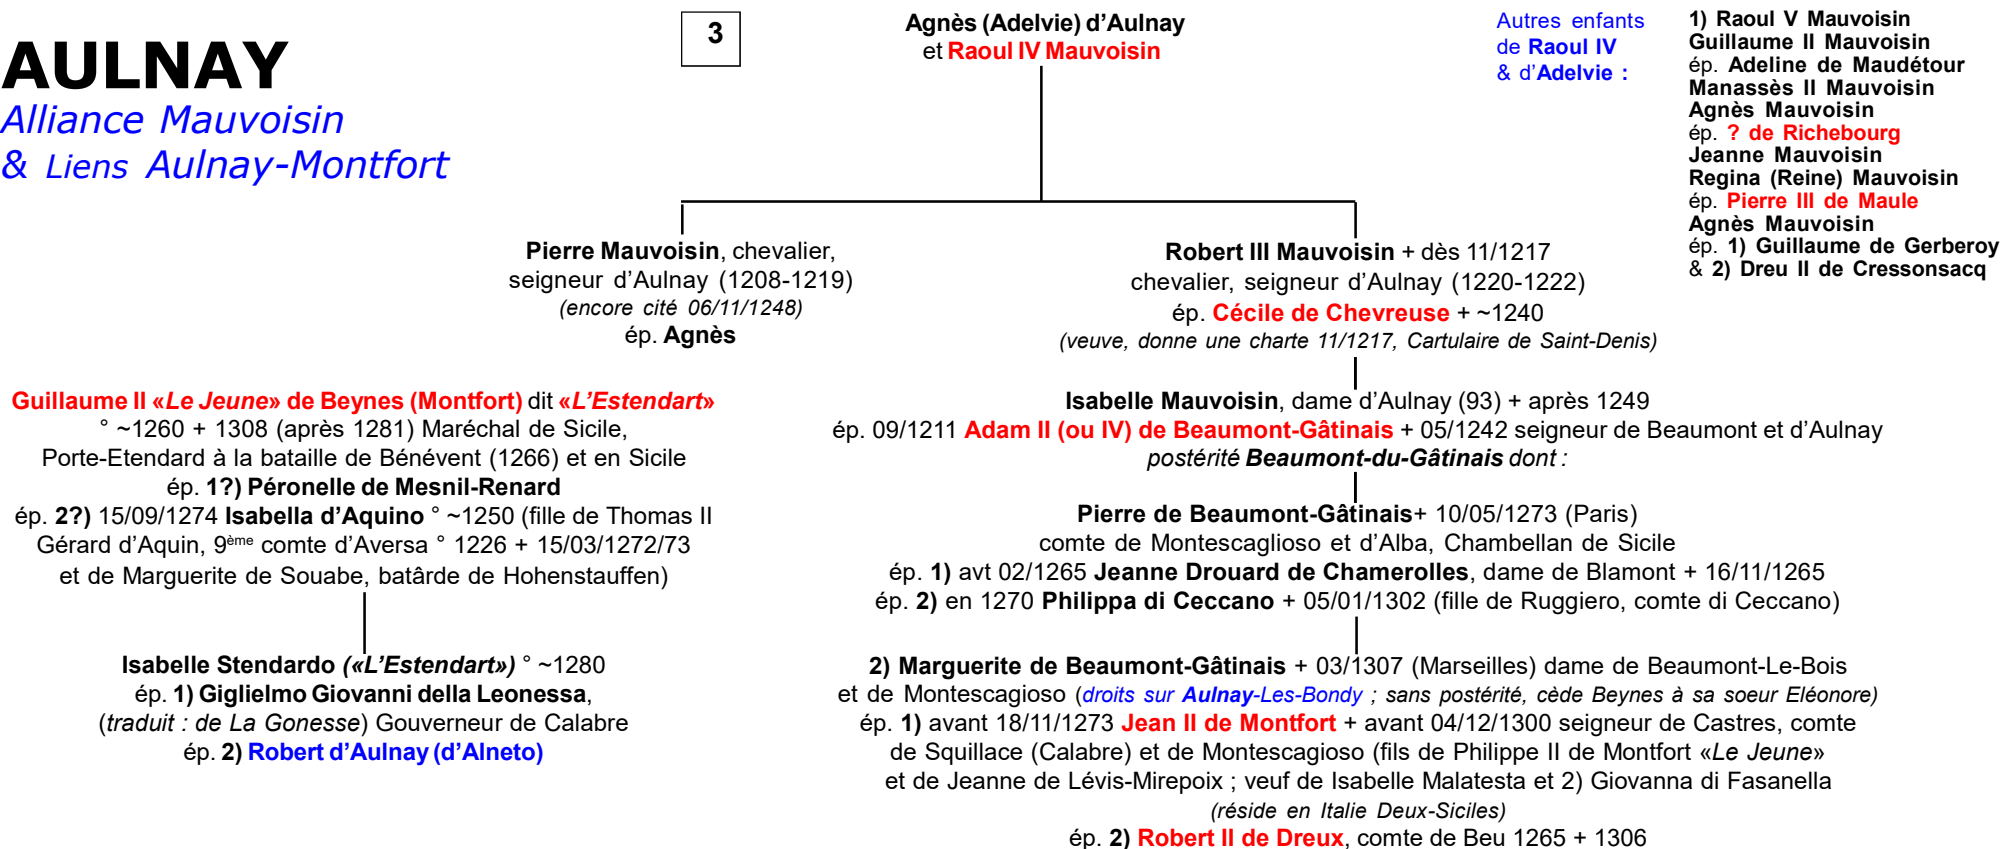 AULNAY
Alliance Mauvoisin
& Liens Aulnay-Montfort
3
Agnès (Adelvie) d’Aulnay
et Raoul IV Mauvoisin
Autres enfants
de Raoul IV
& d’Adelvie :
1) Raoul V Mauvoisin
Guillaume II Mauvoisin
ép. Adeline de Maudétour
Manassès II Mauvoisin
Agnès Mauvoisin
ép. ? de Richebourg
Jeanne Mauvoisin
Regina (Reine) Mauvoisin
ép. Pierre III de Maule
Agnès Mauvoisin
ép. 1) Guillaume de Gerberoy
& 2) Dreu II de Cressonsacq
Pierre Mauvoisin, chevalier,
seigneur d’Aulnay (1208-1219)
(encore cité 06/11/1248)
ép. Agnès
Robert III Mauvoisin + dès 11/1217
chevalier, seigneur d’Aulnay (1220-1222)
ép. Cécile de Chevreuse + ~1240
(veuve, donne une charte 11/1217, Cartulaire de Saint-Denis)
Guillaume II «Le Jeune» de Beynes (Montfort) dit «L’Estendart»
° ~1260 + 1308 (après 1281) Maréchal de Sicile,
Porte-Etendard à la bataille de Bénévent (1266) et en Sicile
ép. 1?) Péronelle de Mesnil-Renard
ép. 2?) 15/09/1274 Isabella d’Aquino ° ~1250 (fille de Thomas II
Gérard d’Aquin, 9ème comte d’Aversa ° 1226 + 15/03/1272/73
et de Marguerite de Souabe, batârde de Hohenstauffen)
Isabelle Stendardo («L’Estendart») ° ~1280
ép. 1) Giglielmo Giovanni della Leonessa,
(traduit : de La Gonesse) Gouverneur de Calabre
ép. 2) Robert d’Aulnay (d’Alneto)
Isabelle Mauvoisin, dame d’Aulnay (93) + après 1249
ép. 09/1211 Adam II (ou IV) de Beaumont-Gâtinais + 05/1242 seigneur de Beaumont et d’Aulnay
postérité Beaumont-du-Gâtinais dont :
Pierre de Beaumont-Gâtinais+ 10/05/1273 (Paris)
comte de Montescaglioso et d’Alba, Chambellan de Sicile
ép. 1) avt 02/1265 Jeanne Drouard de Chamerolles, dame de Blamont + 16/11/1265
ép. 2) en 1270 Philippa di Ceccano + 05/01/1302 (fille de Ruggiero, comte di Ceccano)
2) Marguerite de Beaumont-Gâtinais + 03/1307 (Marseilles) dame de Beaumont-Le-Bois
et de Montescagioso (droits sur Aulnay-Les-Bondy ; sans postérité, cède Beynes à sa soeur Eléonore)
ép. 1) avant 18/11/1273 Jean II de Montfort + avant 04/12/1300 seigneur de Castres, comte
de Squillace (Calabre) et de Montescagioso (fils de Philippe II de Montfort «Le Jeune»
et de Jeanne de Lévis-Mirepoix ; veuf de Isabelle Malatesta et 2) Giovanna di Fasanella
(réside en Italie Deux-Siciles)
ép. 2) Robert II de Dreux, comte de Beu 1265 + 1306